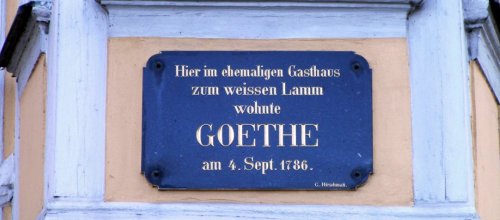 Hier im ehemaligen Gasthaus
zum weissen Lamm
wohnte
GOETHE
am 4. Sept. 1786.